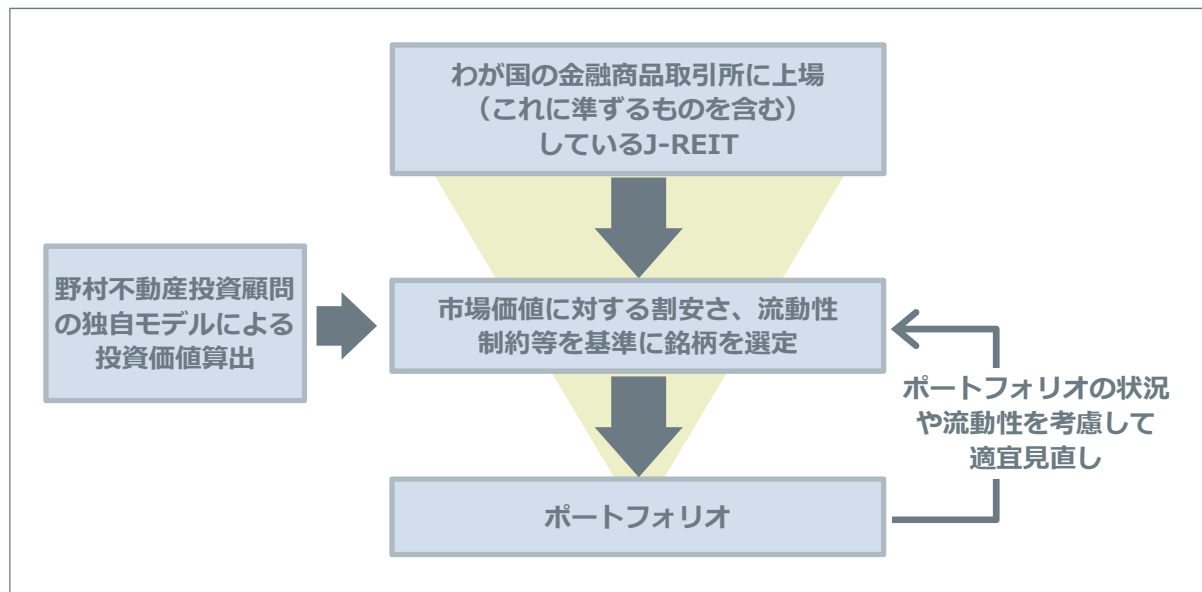 わが国の金融商品取引所に上場
（これに準ずるものを含む）
しているJ-REIT
野村不動産投資顧問
の独自モデルによる
投資価値算出
市場価値に対する割安さ、流動性
制約等を基準に銘柄を選定
ポートフォリオの状況
や流動性を考慮して
適宜見直し
ポートフォリオ